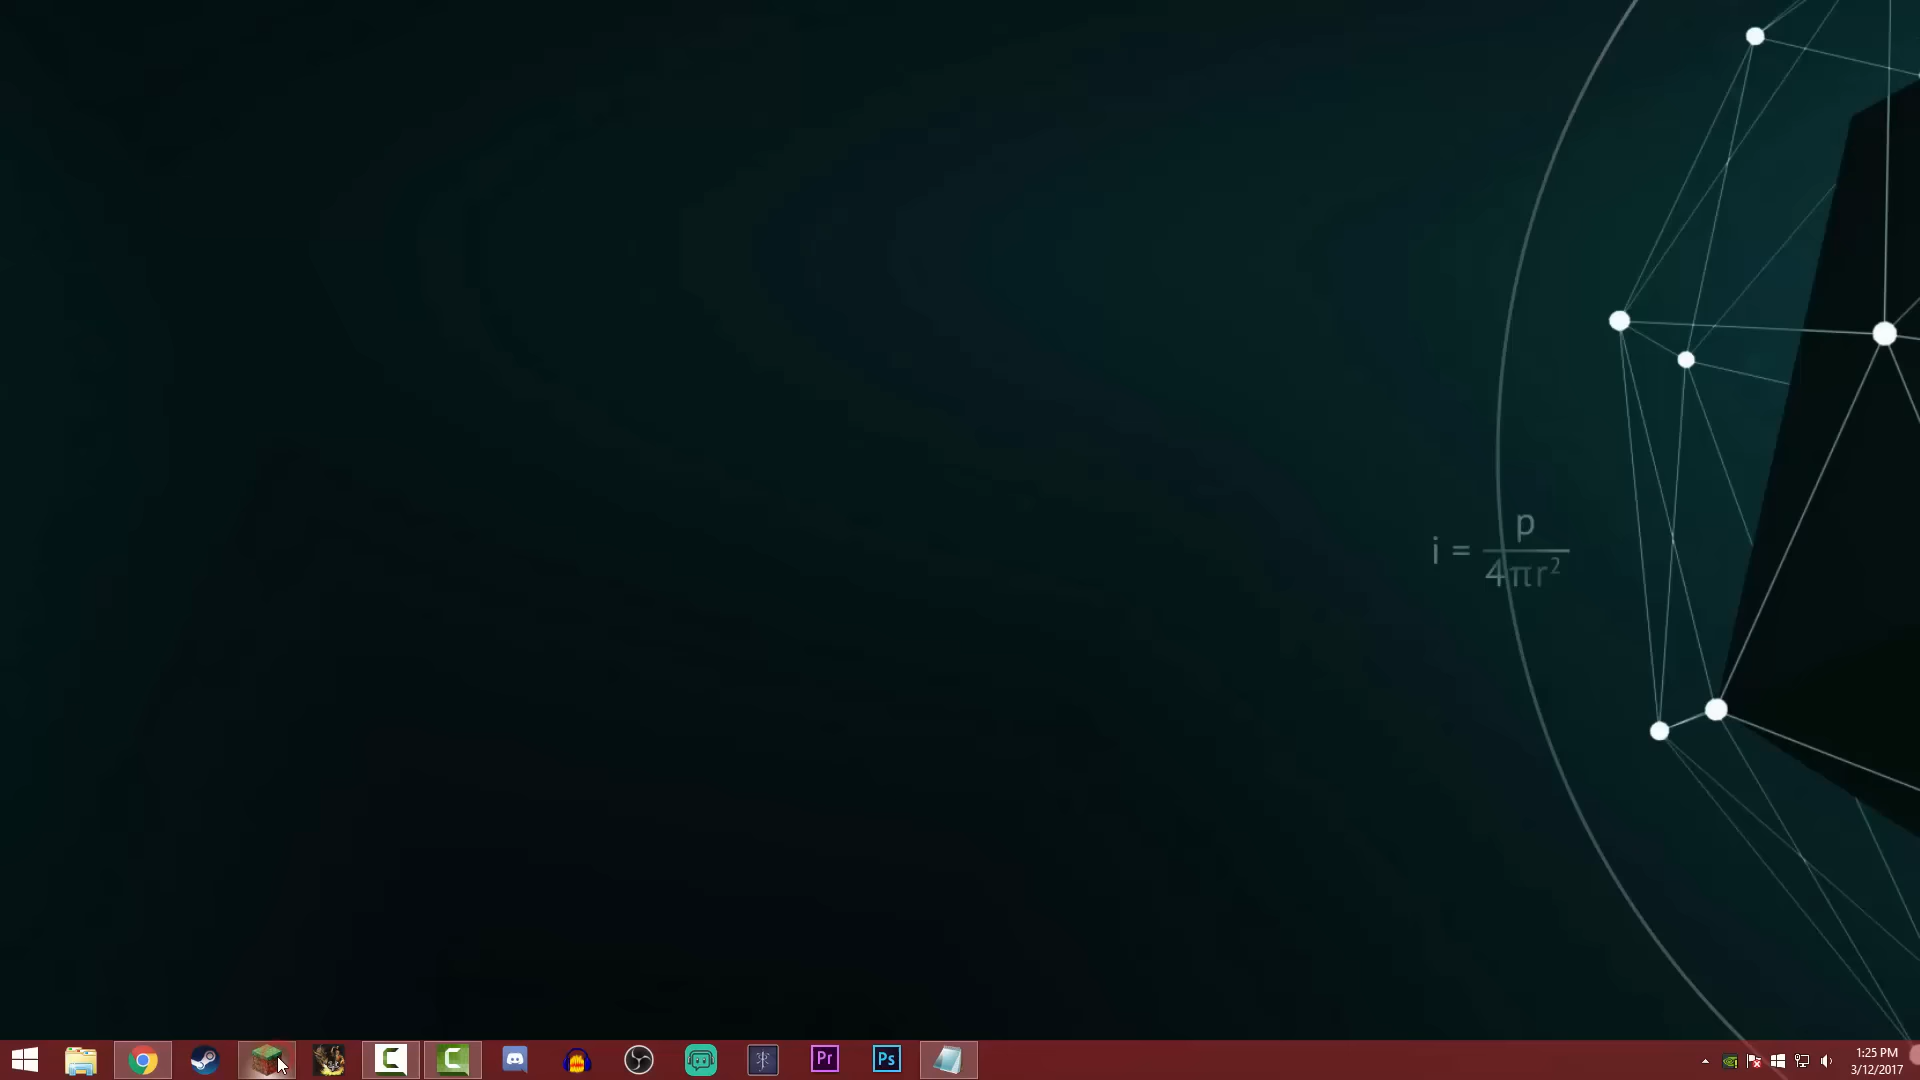 i = p
4πr²
C
C
Pr
Ps
1:25 PM
3/12/2017